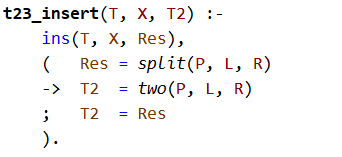 t23_insert(T, X, T2) :-
    ins(T, X, Res),
    (   Res = split(P, L, R)
    ->  T2  = two(P, L, R)
    ;   T2  = Res
    ).